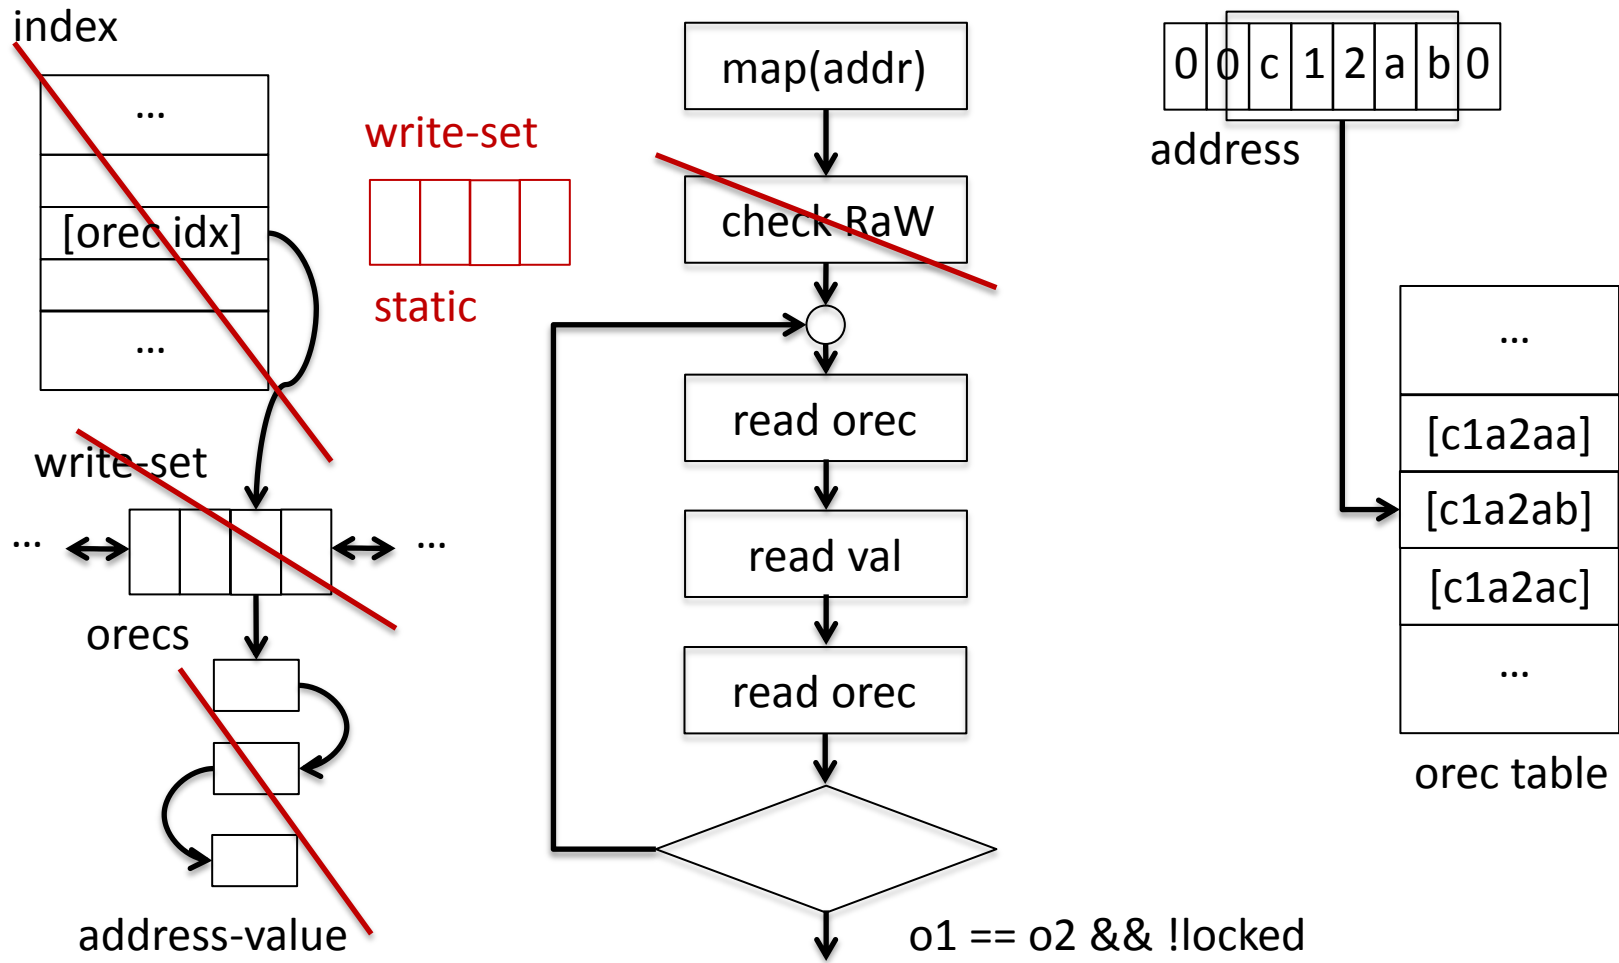 index
...
[orec idx]
...
write-set
...
...
orecs
address-value
write-set
static
map(addr)
check RaW
read orec
read val
read orec
o1 == o2 && !locked
0 0 c 1 2 a b 0
address
...
[c1a2aa]
[c1a2ab]
[c1a2ac]
...
orec table